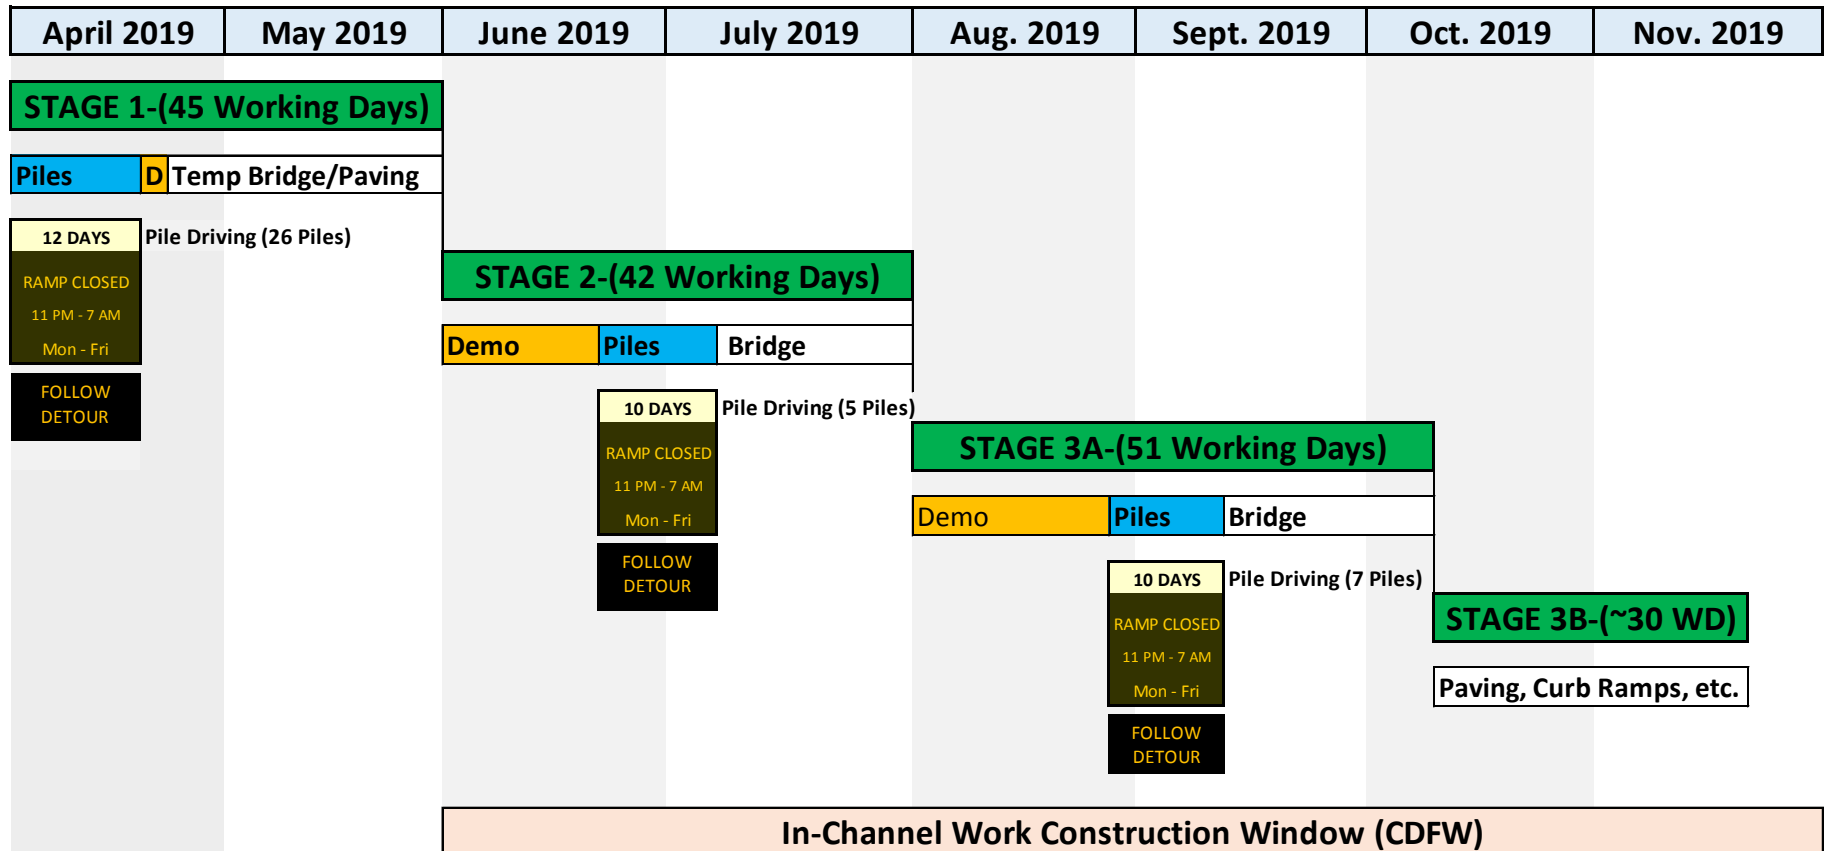 April 2019 May 2019 June 2019 July 2019 Aug. 2019 Sept. 2019 Oct. 2019 Nov. 2019
STAGE 1-(45 Working Days)
Piles D Temp Bridge/Paving
12 DAYS Pile Driving (26 Piles)
RAMP CLOSED
11 PM - 7 AM
Mon - Fri
FOLLOW
DETOUR
STAGE 2-(42 Working Days)
Demo Piles Bridge
10 DAYS Pile Driving (5 Piles)
RAMP CLOSED
11 PM - 7 AM
Mon - Fri
FOLLOW
DETOUR
STAGE 3A-(51 Working Days)
Demo Piles Bridge
10 DAYS Pile Driving (7 Piles)
RAMP CLOSED
11 PM - 7 AM
Mon - Fri
FOLLOW
DETOUR
STAGE 3B-(~30 WD)
Paving, Curb Ramps, etc.
In-Channel Work Construction Window (CDFW)